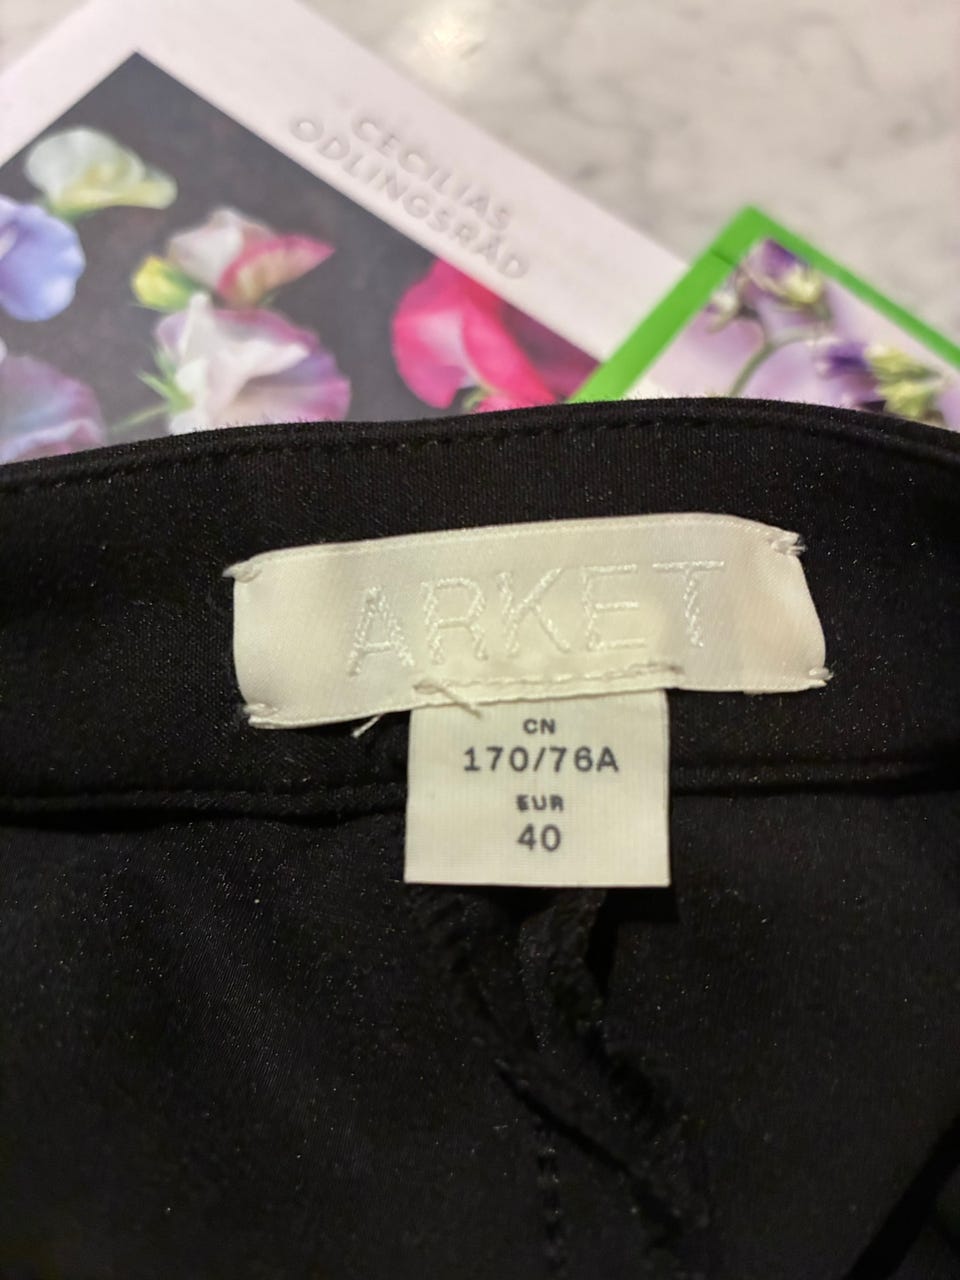 CECILIAS
ODLINGSRÅD
ARKET
CN
170/76A
EUR
40